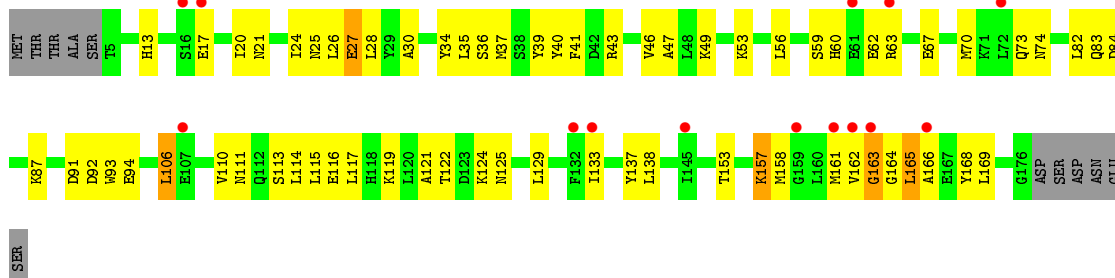 MET THR THR ALA SER T5 H13 S16 E17 I20 N21 I24 N25 L26 E27 L28 Y29 A30 Y34 L35 S36 M37 S38 Y39 Y40 F41 D42 R43 V46 A47 L48 K49 K53 L56 S59 H60 E61 E62 R63 E67 M70 K71 L72 Q73 N74 L82 Q83
K87 D91 D92 W93 E94 L106 E107 V110 N111 Q112 S113 L114 L115 E116 L117 H118 K119 L120 A121 T122 D123 K124 N125 L129 F132 I133 Y137 L138 I145 T153 K157 M158 G159 L160 M161 V162 G163 G164 L165 A166 E167 Y168 L169 G176 ASP SER ASP ASN
SER